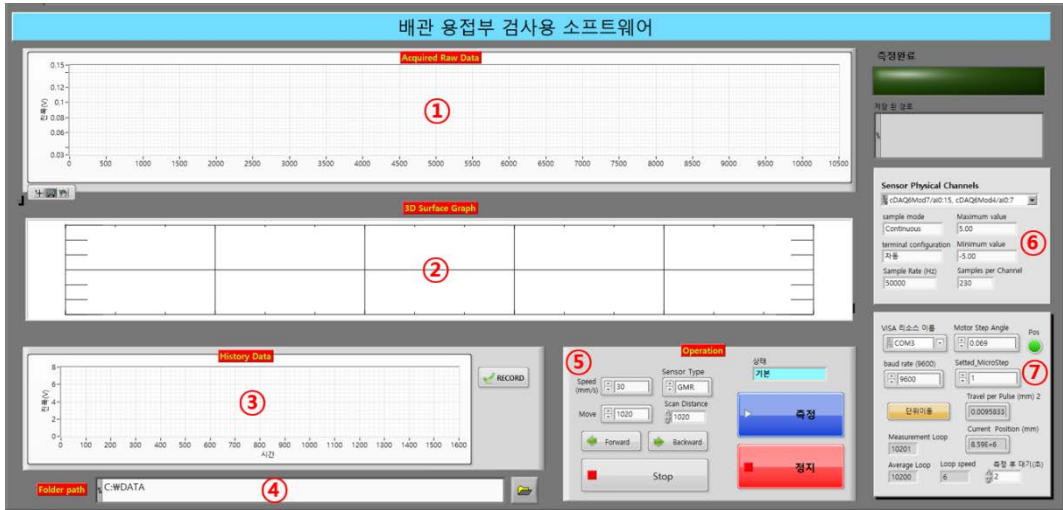 배관 용접부 검사용 소프트웨어
Acquired Raw Data
진폭(V)
0.15
0.12
0.1
0.08
0.06
0.03
0 500 1000 1500 2000 2500 3000 3500 4000 4500 5000 5500 6000 6500 7000 7500 8000 8500 9000 9500 10000 10500
①
측정완료
저장 된 경로
3D Surface Graph
②
Sensor Physical Channels
cDAQ6Mod7/ai0:15, cDAQ6Mod4/ai0:7
sample mode Maximum value
Continuous 5.00
terminal configuration Minimum value
자동 -5.00
Sample Rate (Hz) Samples per Channel
50000 230
⑥
History Data
진폭(V)
8
6
4
2
0
0 100 200 300 400 500 600 700 800 900 1000 1100 1200 1300 1400 1500 1600
시간
③
RECORD
Folder path
C:₩DATA
④
⑤
Operation
Speed (mm/s) 30
Sensor Type
GMR
상태
기본
Move 1020
Scan Distance
1020
Forward Backward
Stop
측정
정지
VISA 리소스 이름 Motor Step Angle Pos
COM3 0.069
baud rate (9600) Setted_MicroStep
9600 1
⑦
단위이동
Travel per Pulse (mm) 2
0.0095833
Measurement Loop Current Position (mm)
10201 8.59E+6
Average Loop Loop speed 측정 후 대기(초)
10200 6 2